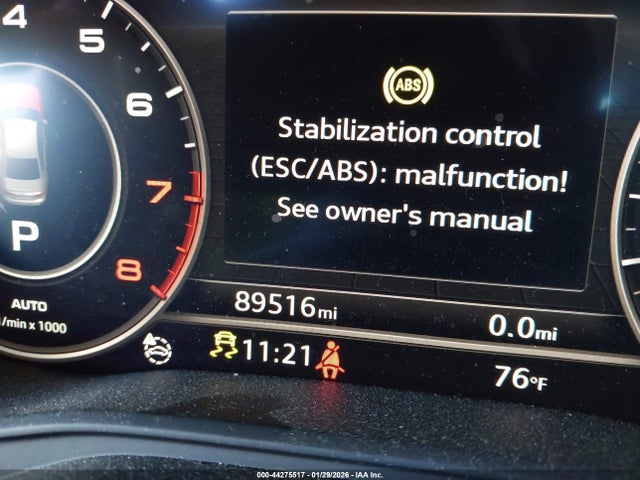 4
5
6
7
8
P
AUTO
/min x 1000
ABS
Stabilization control
(ESC/ABS): malfunction!
See owner's manual
89516mi
0.0mi
11:21
76°F
000-44275517 - 01/29/2026 - IAA Inc.